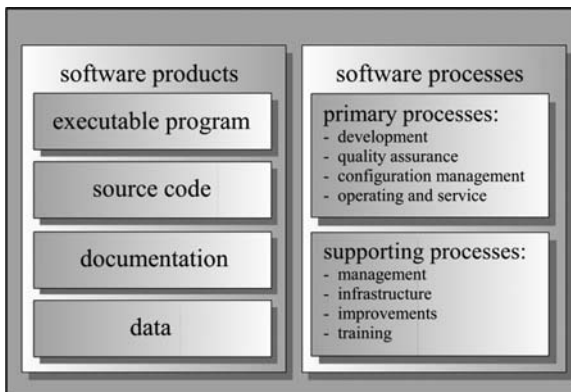 software products
executable program
source code
documentation
data
software processes
primary processes:
- development
- quality assurance
- configuration management
- operating and service
supporting processes:
- management
- infrastructure
- improvements
- training